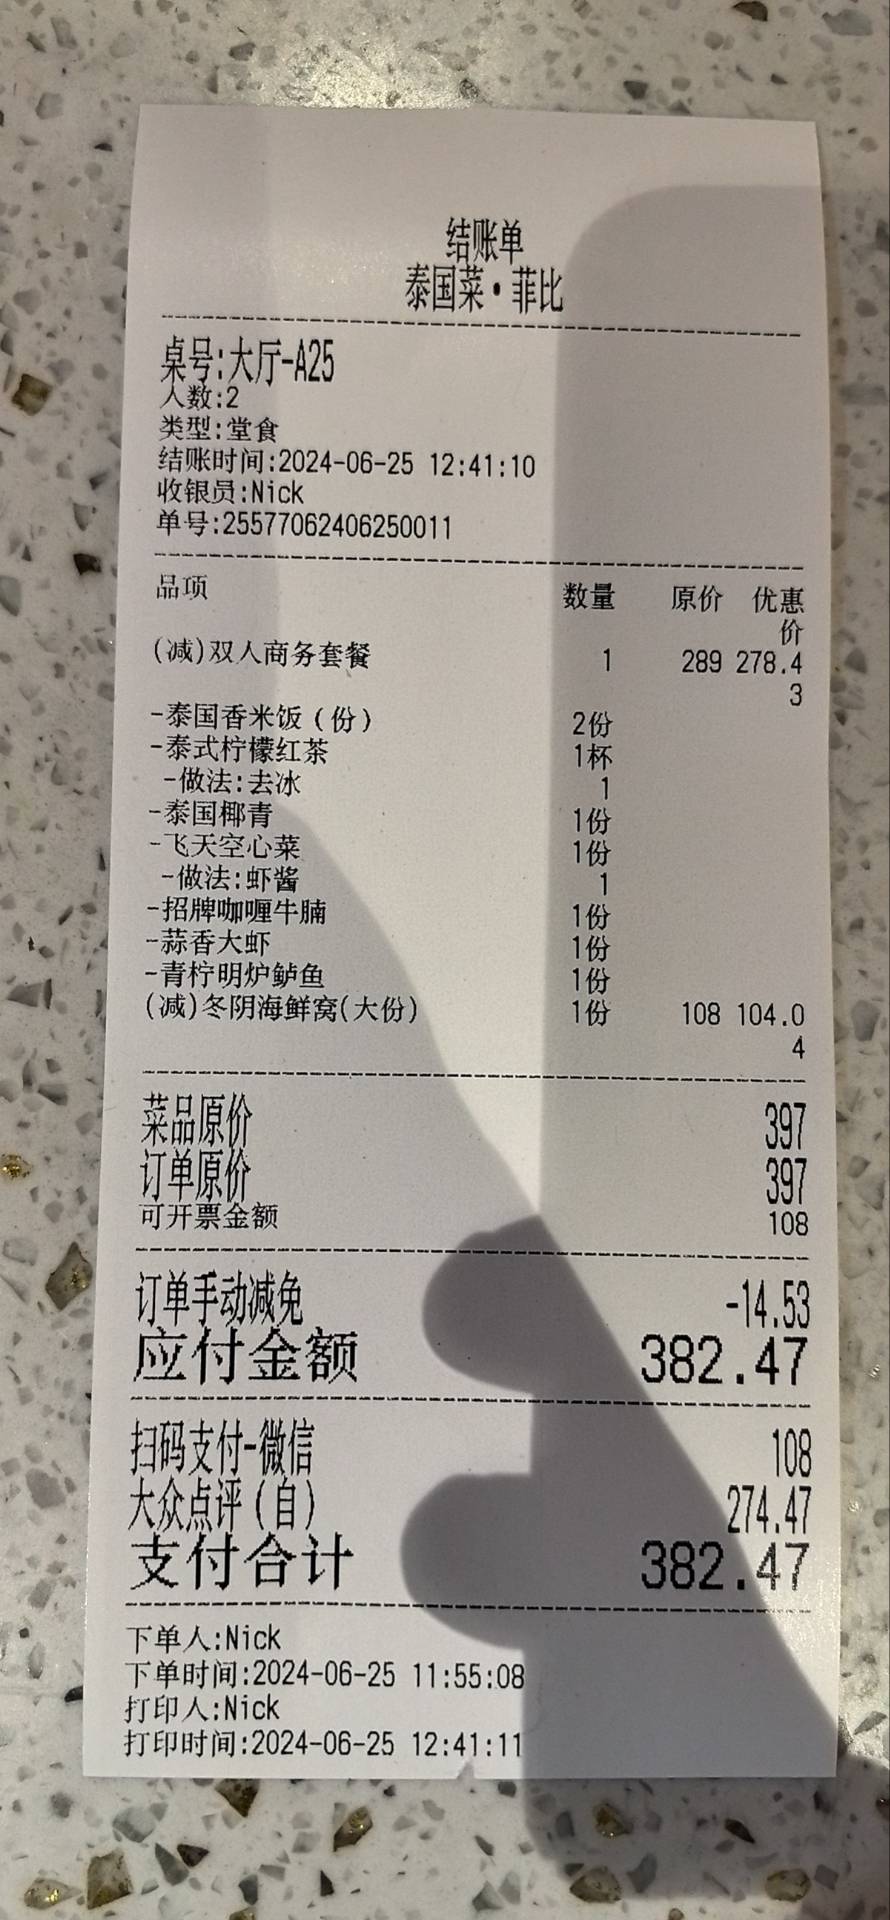 结账单
泰国菜·菲比
桌号:大厅-A25
人数:2
类型:堂食
结账时间:2024-06-25 12:41:10
收银员:Nick
单号:25577062406250011
品项 数量 原价 优惠
价
(减)双人商务套餐 1 289 278.4
3
-泰国香米饭(份) 2份
-泰式柠檬红茶 1杯
-做法:去冰 1
-泰国椰青 1份
-飞天空心菜 1份
-做法:虾酱 1
-招牌咖喱牛腩 1份
-蒜香大虾 1份
-青柠明炉鲈鱼 1份
(减)冬阴海鲜窝(大份) 1份 108 104.0
4
菜品原价 397
订单原价 397
可开票金额 108
订单手动减免 -14.53
应付金额 382.47
扫码支付-微信 108
大众点评(自) 274.47
支付合计 382.47
下单人:Nick
下单时间:2024-06-25 11:55:08
打印人:Nick
打印时间:2024-06-25 12:41:11